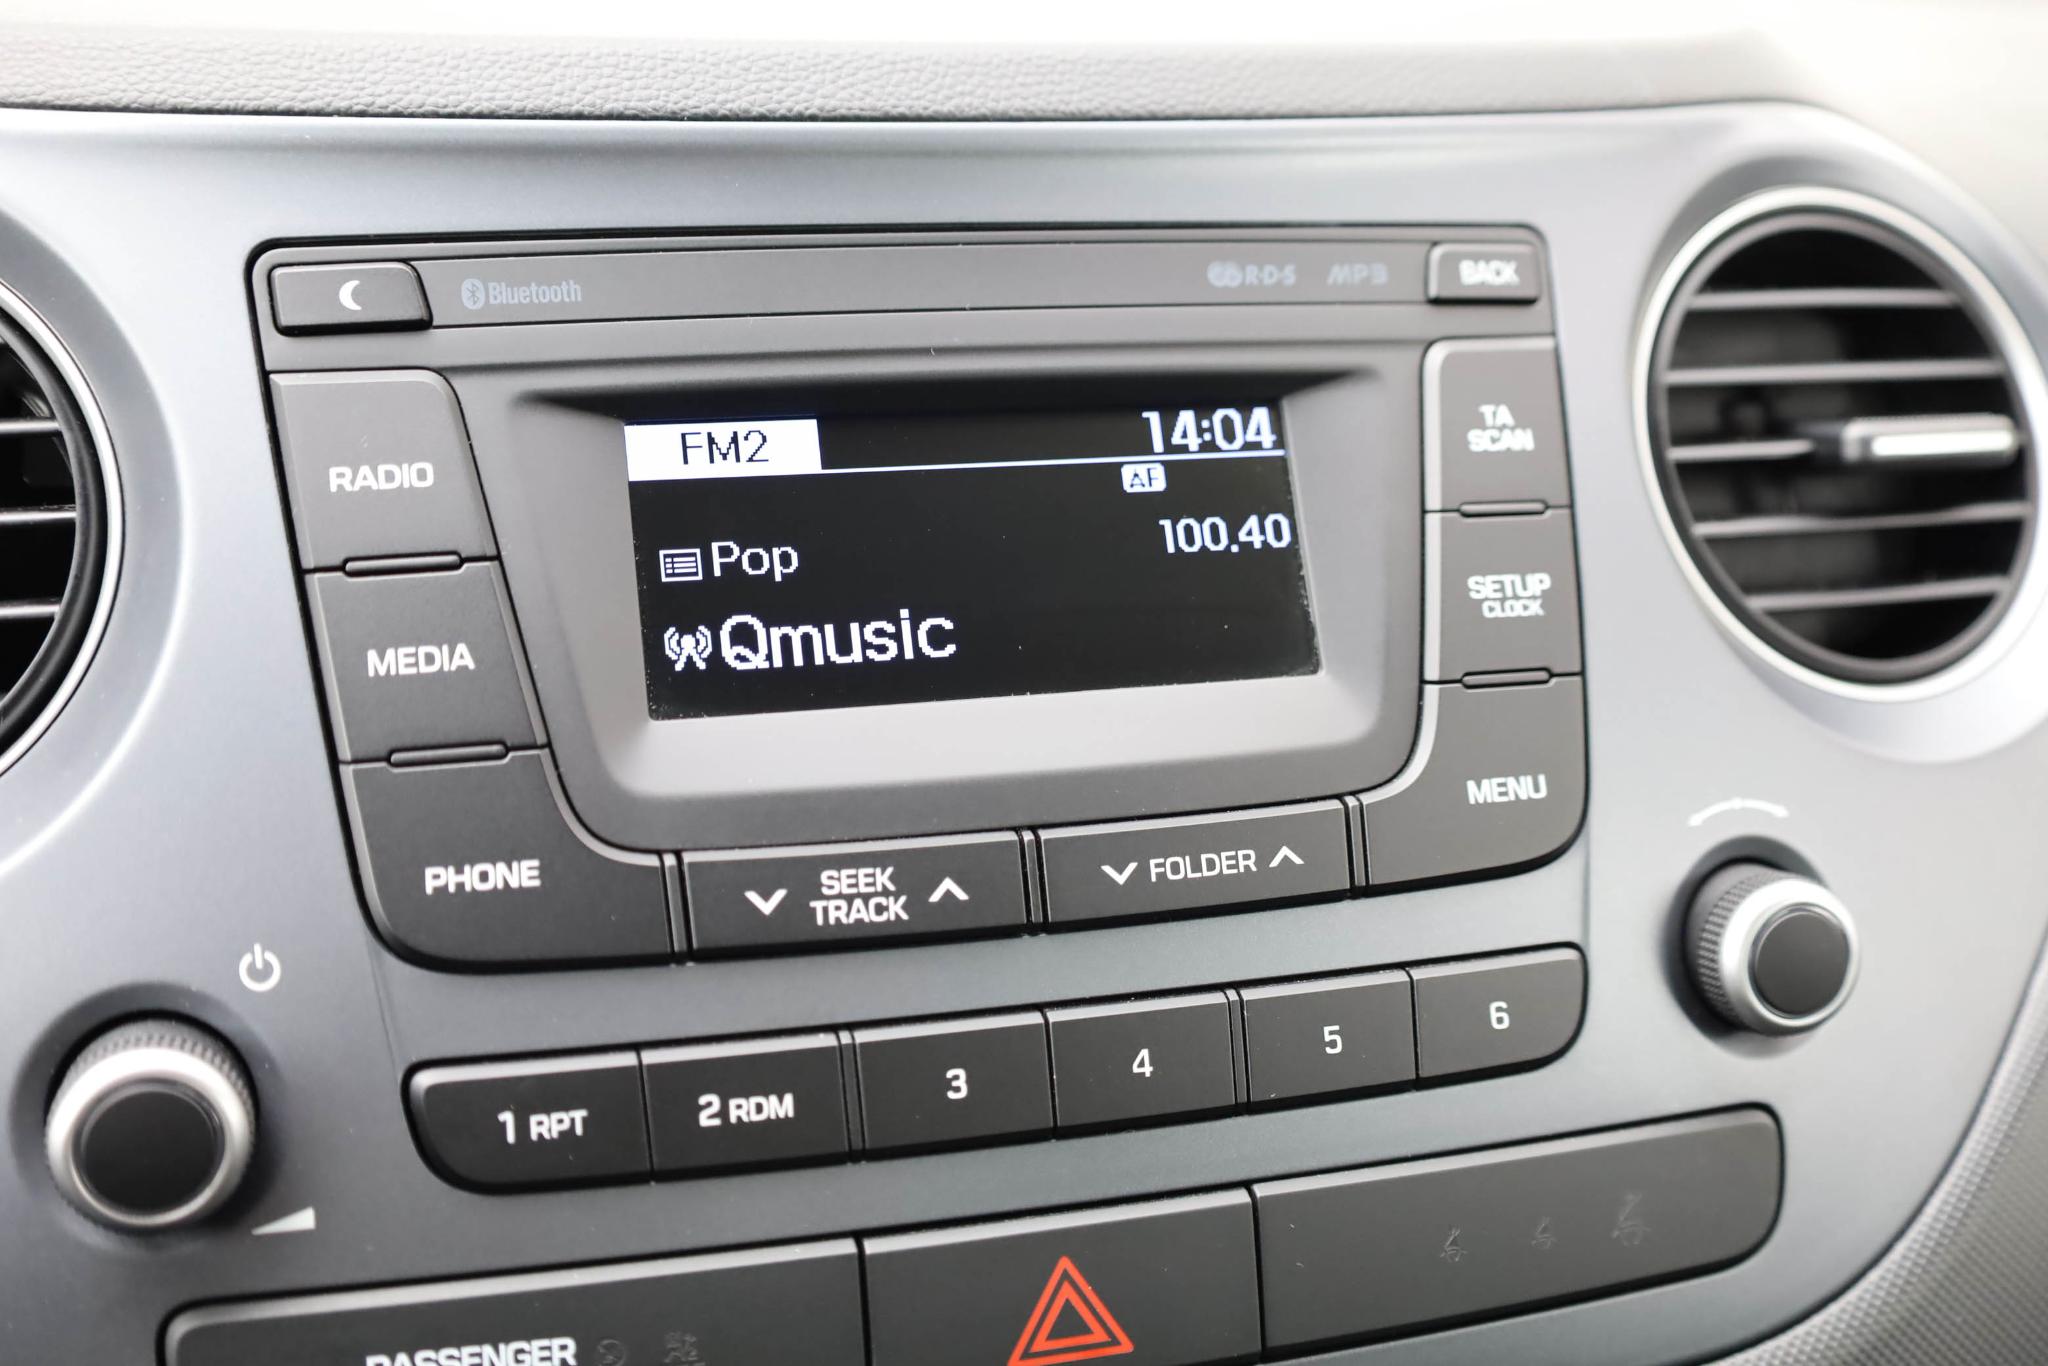 Bluetooth
R·D·S MP3
BACK
FM2
14:04
AF
Pop
100.40
Qmusic
RADIO
MEDIA
PHONE
TA
SCAN
SETUP
CLOCK
MENU
SEEK
TRACK
FOLDER
1 RPT
2 RDM
3
4
5
6
PASSENGER